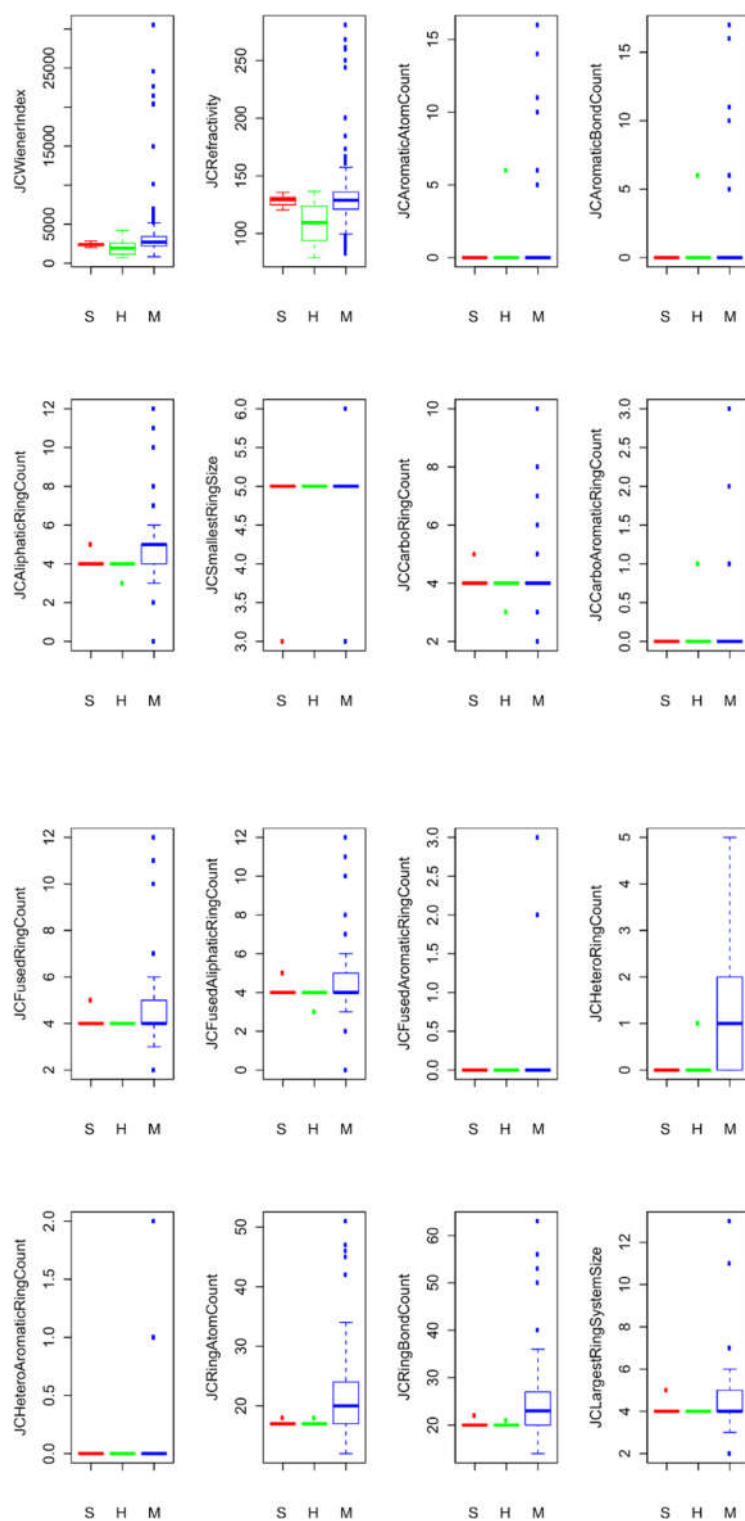 JCWienerIndex
0 5000 15000 25000
S
H
M
JCRefractivity
100 150 200 250
S
H
M
JCAromaticAtomCount
0 5 10 15
S
H
M
JCAromaticBondCount
0 5 10 15
S
H
M
JCAliphaticRingCount
0 2 4 6 8 10 12
S
H
M
JCSmallestRingSize
3.0 3.5 4.0 4.5 5.0 5.5 6.0
S
H
M
JCCarboRingCount
2 4 6 8 10
S
H
M
JCCarboAromaticRingCount
0.0 0.5 1.0 1.5 2.0 2.5 3.0
S
H
M
JCFusedRingCount
2 4 6 8 10 12
S
H
M
JCFusedAliphaticRingCount
0 2 4 6 8 10 12
S
H
M
JCFusedAromaticRingCount
0.0 0.5 1.0 1.5 2.0 2.5 3.0
S
H
M
JCHeteroRingCount
0 1 2 3 4 5
S
H
M
JCHeteroAromaticRingCount
0.0 0.5 1.0 1.5 2.0
S
H
M
JCRingAtomCount
20 30 40 50
S
H
M
JCRingBondCount
20 30 40 50 60
S
H
M
JCLargestRingSystemSize
2 4 6 8 10 12
S
H
M